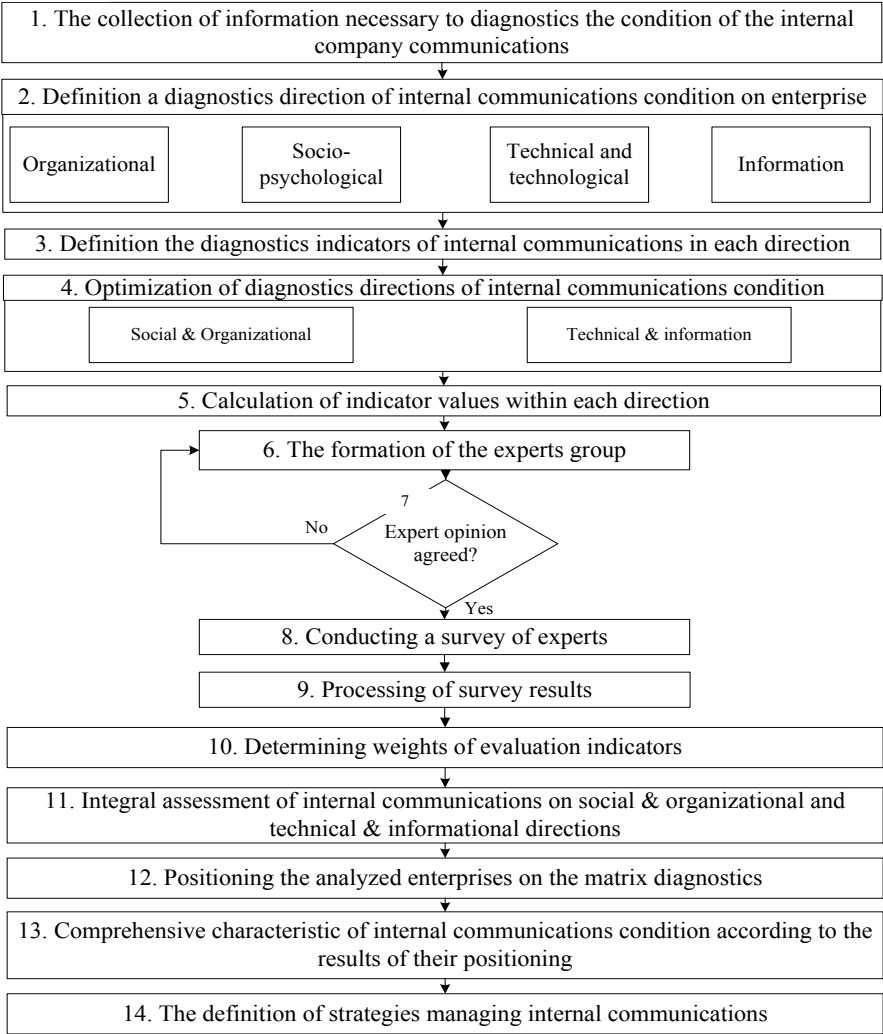 1. The collection of information necessary to diagnostics the condition of the internal
company communications
2. Definition a diagnostics direction of internal communications condition on enterprise
Organizational
Socio-
psychological
Technical and
technological
Information
3. Definition the diagnostics indicators of internal communications in each direction
4. Optimization of diagnostics directions of internal communications condition
Social & Organizational
Technical & information
5. Calculation of indicator values within each direction
6. The formation of the experts group
7
No
Expert opinion
agreed?
Yes
8. Conducting a survey of experts
9. Processing of survey results
10. Determining weights of evaluation indicators
11. Integral assessment of internal communications on social & organizational and
technical & informational directions
12. Positioning the analyzed enterprises on the matrix diagnostics
13. Comprehensive characteristic of internal communications condition according to the
results of their positioning
14. The definition of strategies managing internal communications